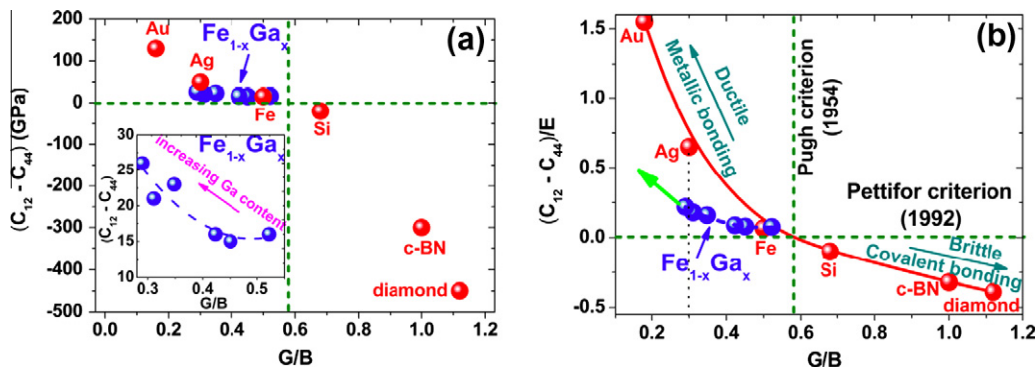 (a)
200
100
0
-100
-200
-300
-400
-500
(C12 - C44) (GPa)
Au
Ag
Fe1-xGax
Fe
Si
c-BN
diamond
30
25
20
15
10
(C12 - C44)
Fe1-xGax
Increasing Ga content
0.3 0.4 0.5
G/B
0.0 0.2 0.4 0.6 0.8 1.0 1.2
G/B
(b)
1.5
1.0
0.5
0.0
-0.5
(C12 - C44)/E
Au
Ductile
Metallic bonding
Ag
Pugh criterion
(1954)
Pettifor criterion
(1992)
Fe1-xGax
Fe
Si
Brittle
Covalent bonding
c-BN
diamond
0.2 0.4 0.6 0.8 1.0 1.2
G/B